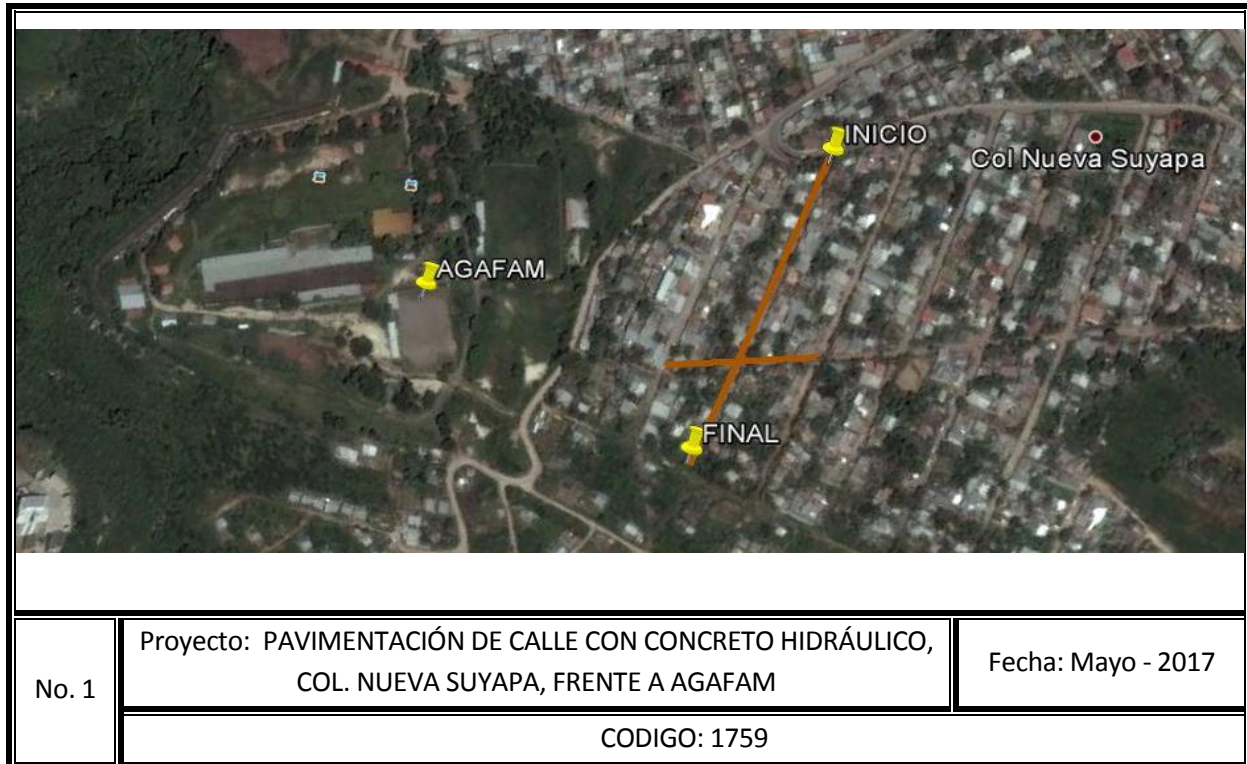 INICIO
Col Nueva Suyapa
AGAFAM
FINAL
No. 1
Proyecto: PAVIMENTACIÓN DE CALLE CON CONCRETO HIDRÁULICO,
COL. NUEVA SUYAPA, FRENTE A AGAFAM
Fecha: Mayo - 2017
CODIGO: 1759